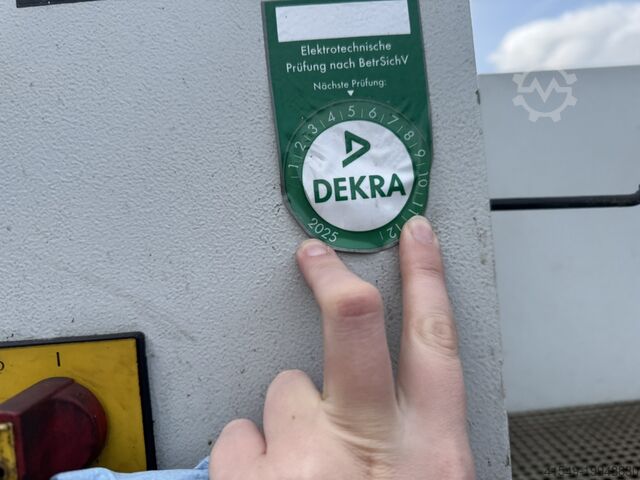 Elektrotechnische
Prüfung nach BetrSichV
Nächste Prüfung:
1 2 3 4 5 6 7 8 9 10 11 12
DEKRA
2025
I